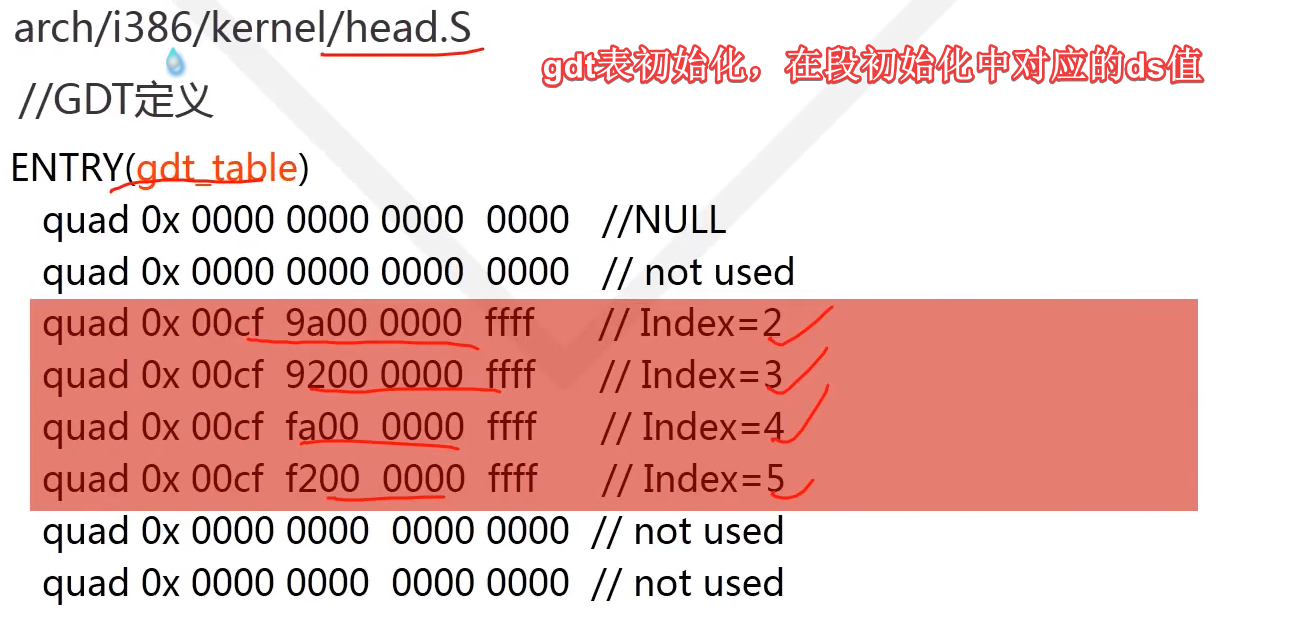 arch/i386/kernel/head.S
gdt表初始化，在段初始化中对应的ds值
//GDT定义
ENTRY(gdt_table)
quad 0x 0000 0000 0000 0000 //NULL
quad 0x 0000 0000 0000 0000 // not used
quad 0x 00cf 9a00 0000 ffff // Index=2
quad 0x 00cf 9200 0000 ffff // Index=3
quad 0x 00cf fa00 0000 ffff // Index=4
quad 0x 00cf f200 0000 ffff // Index=5
quad 0x 0000 0000 0000 0000 // not used
quad 0x 0000 0000 0000 0000 // not used